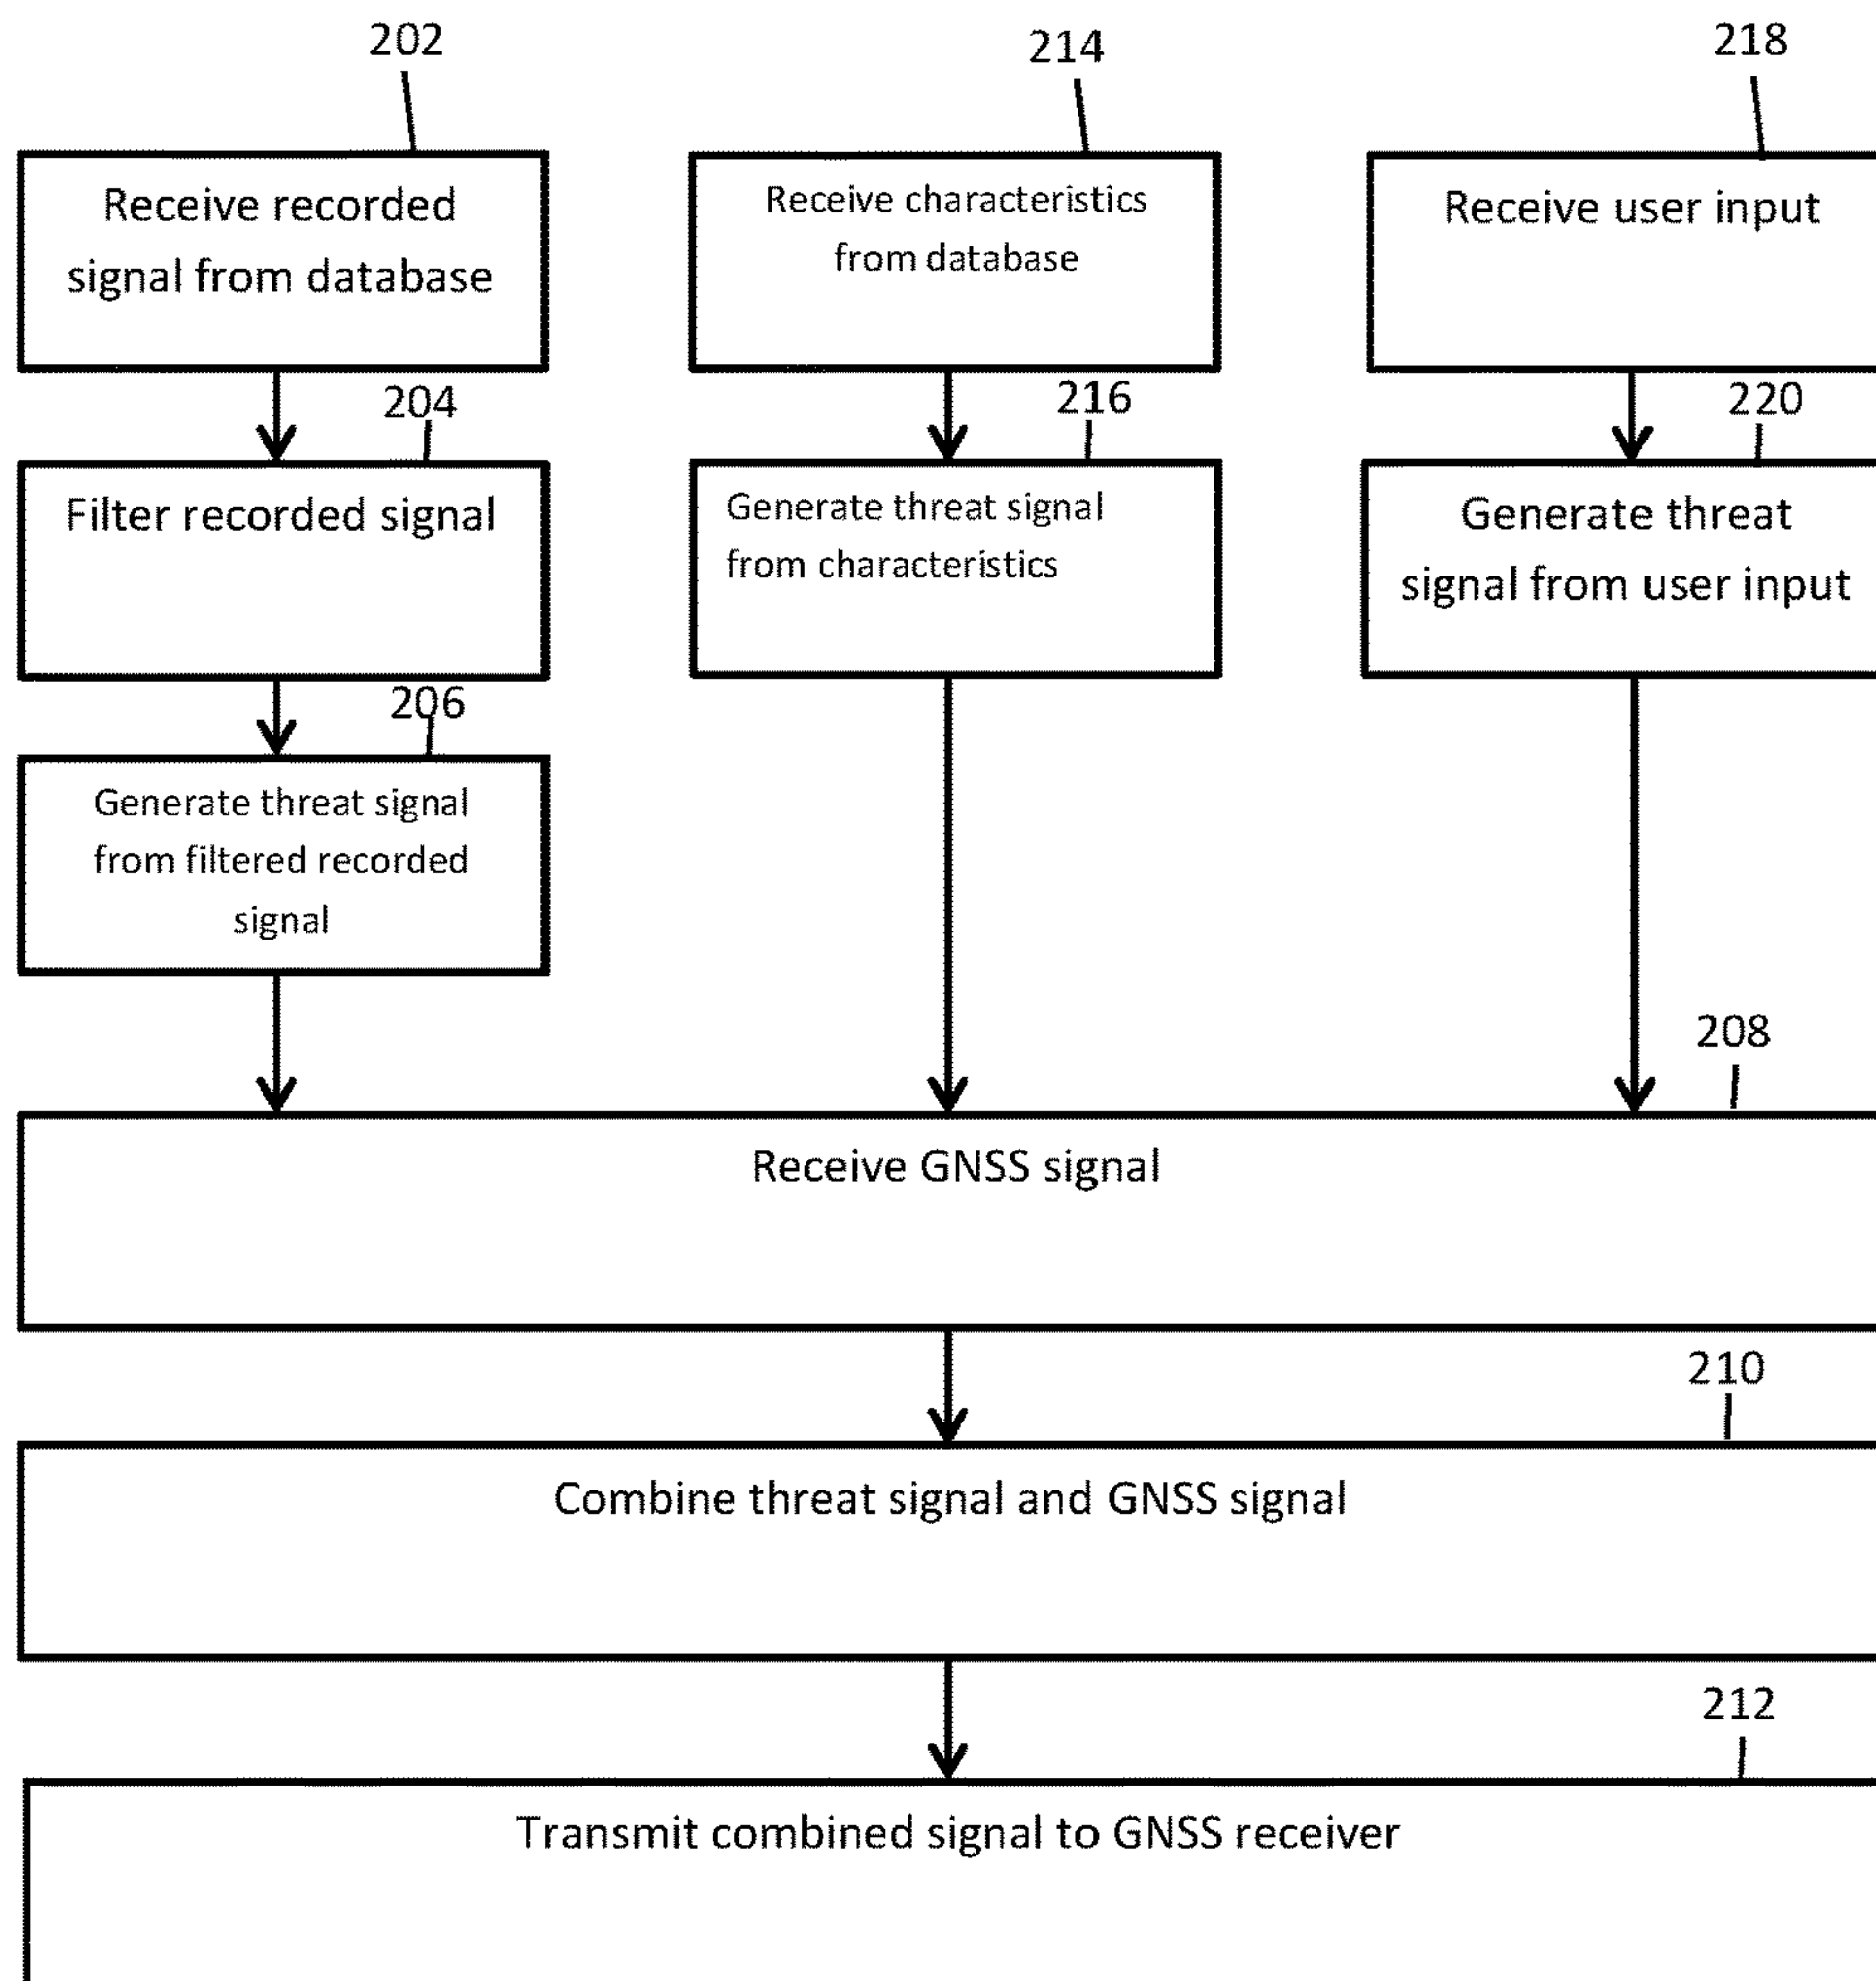 202
214
218
Receive recorded
signal from database
Receive characteristics
from database
Receive user input
204
216
220
Filter recorded signal
Generate threat signal
from characteristics
Generate threat
signal from user input
206
Generate threat signal
from filtered recorded
signal
208
Receive GNSS signal
210
Combine threat signal and GNSS signal
212
Transmit combined signal to GNSS receiver